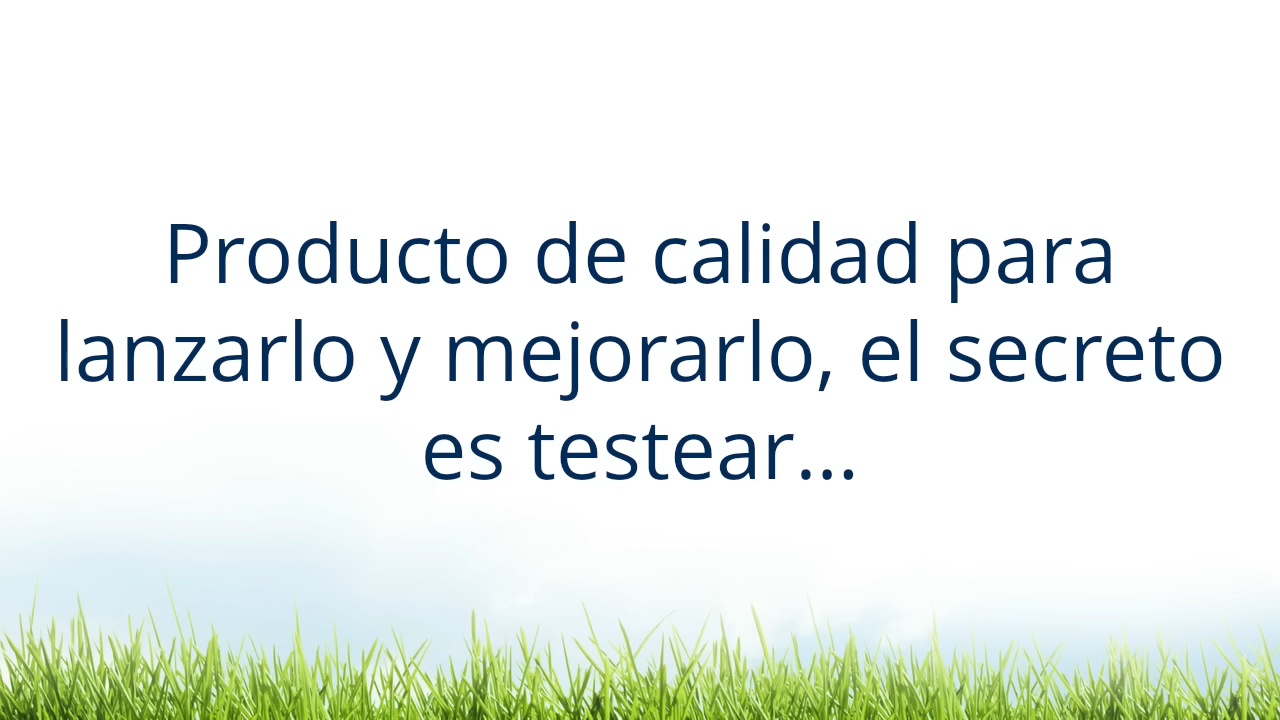 Producto de calidad para
lanzarlo y mejorarlo, el secreto
es testear...